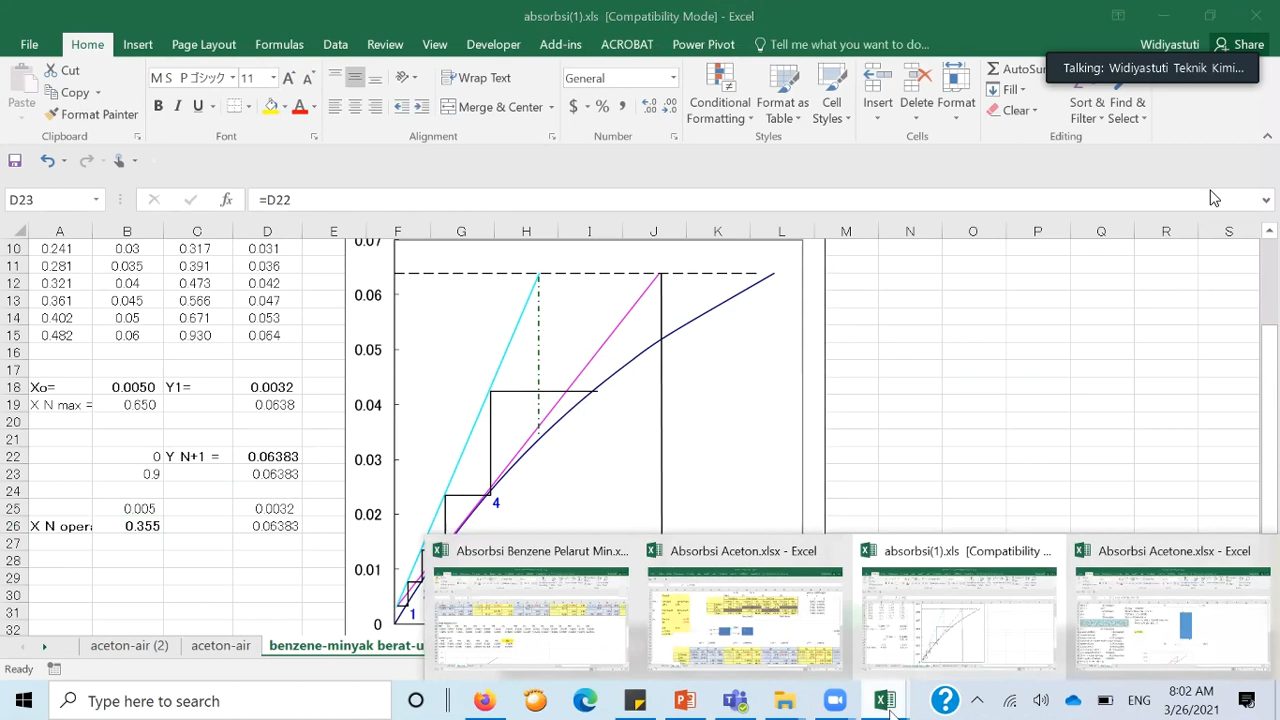 absorbsi(1).xls [Compatibility Mode] - Excel
File Home Insert Page Layout Formulas Data Review View Developer Add-ins ACROBAT Power Pivot Tell me what you want to do... Widiyastuti Share
Talking: Widiyastuti Teknik Kimi...
Paste Cut Copy Format Painter
ＭＳ Ｐゴシック 11 A A
B I U A
Wrap Text
Merge & Center
General
$ % ,
Conditional Formatting Format as Table Cell Styles
Insert Delete Format
AutoSum
Fill
Clear
Sort & Filter Find & Select
Clipboard Font Alignment Number Styles Cells Editing
D23 fx =D22
A B C D E F G H I J K L M N O P Q R S
10 0.241 0.03 0.317 0.031
11 0.281 0.035 0.391 0.036
12 0.321 0.04 0.473 0.042
13 0.361 0.045 0.566 0.047
14 0.402 0.05 0.671 0.053
15 0.482 0.06 0.930 0.064
16
17
18 Xo= 0.0050 Y1= 0.0032
19 X N max = 0.650 0.0638
20
21
22 0 Y N+1 = 0.06383
23 0.9 0.06383
24
25 0.005 0.0032
26 X N opera 0.355 0.06383
27
28
29
30
31
32
0.07
0.06
0.05
0.04
0.03
0.02
0.01
0
4
1
Absorbsi Benzene Pelarut Min.x... Absorbsi Aceton.xlsx - Excel absorbsi(1).xls [Compatibility ... Absorbsi Acetone.xlsx - Excel
aceton-air (2) aceton-air benzene-minyak berat-u
Ready
Type here to search
ENG
8:02 AM
3/26/2021